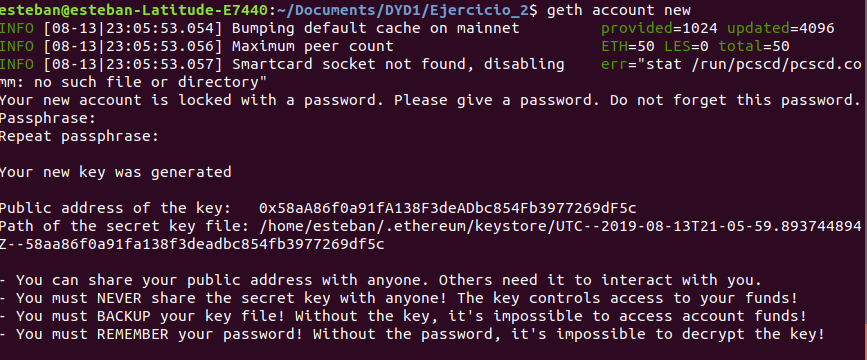 esteban@esteban-Latitude-E7440:~/Documents/DYD1/Ejercicio_2$ geth account new
INFO [08-13|23:05:53.054] Bumping default cache on mainnet         provided=1024 updated=4096
INFO [08-13|23:05:53.056] Maximum peer count                       ETH=50 LES=0 total=50
INFO [08-13|23:05:53.057] Smartcard socket not found, disabling    err="stat /run/pcscd/pcscd.co
mm: no such file or directory"
Your new account is locked with a password. Please give a password. Do not forget this password.
Passphrase:
Repeat passphrase:
Your new key was generated
Public address of the key:   0x58aA86f0a91fA138F3deADbc854Fb3977269dF5c
Path of the secret key file: /home/esteban/.ethereum/keystore/UTC--2019-08-13T21-05-59.893744894
Z--58aa86f0a91fa138f3deadbc854fb3977269df5c
- You can share your public address with anyone. Others need it to interact with you.
- You must NEVER share the secret key with anyone! The key controls access to your funds!
- You must BACKUP your key file! Without the key, it's impossible to access account funds!
- You must REMEMBER your password! Without the password, it's impossible to decrypt the key!